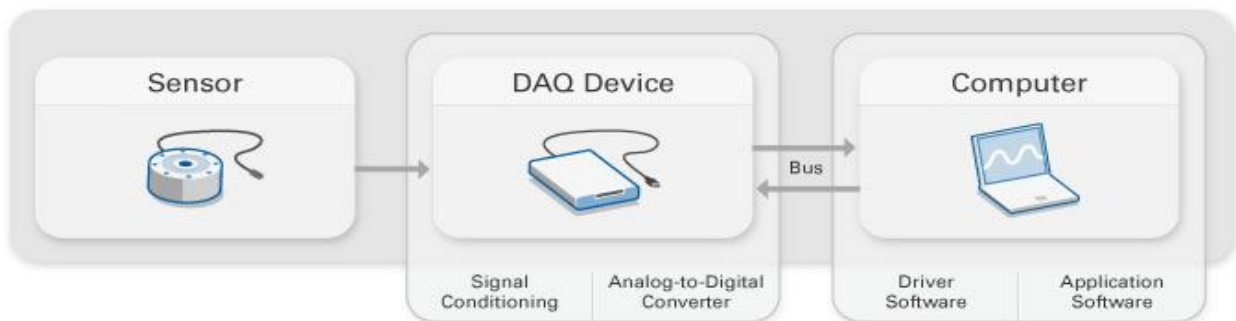 Sensor
DAQ Device
Computer
Bus
Signal
Conditioning
Analog-to-Digital
Converter
Driver
Software
Application
Software